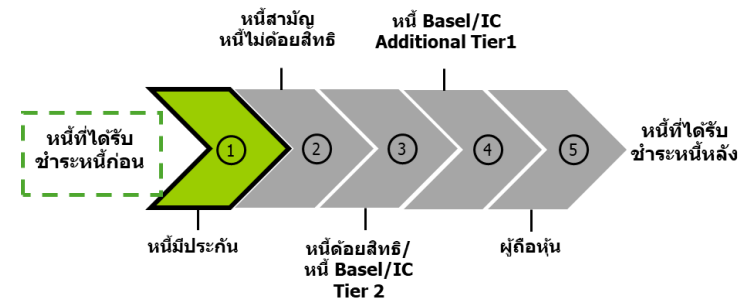 หนี้สามัญ
หนี้ไม่ด้อยสิทธิ
หนี้ Basel/IC
Additional Tier1
หนี้ที่ได้รับ
ชำระหนี้ก่อน
1
2
3
4
5
หนี้ที่ได้รับ
ชำระหนี้หลัง
หนี้มีประกัน
หนี้ด้อยสิทธิ/
หนี้ Basel/IC
Tier 2
ผู้ถือหุ้น